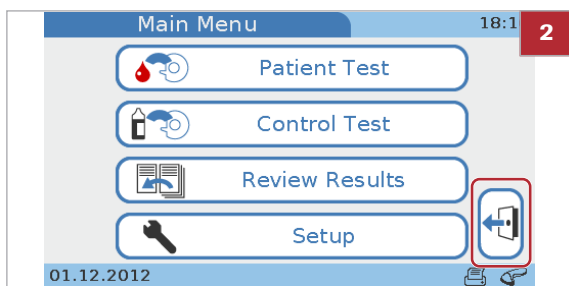 Main Menu 18:1
2
Patient Test
Control Test
Review Results
Setup
01.12.2012